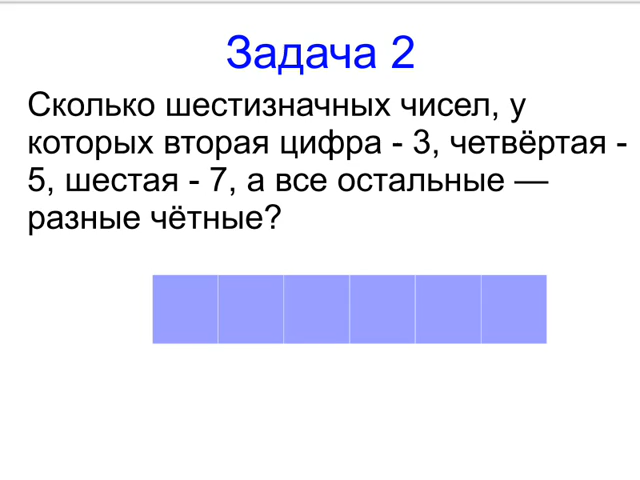 Задача 2
Сколько шестизначных чисел, у
которых вторая цифра - 3, четвёртая -
5, шестая - 7, а все остальные —
разные чётные?